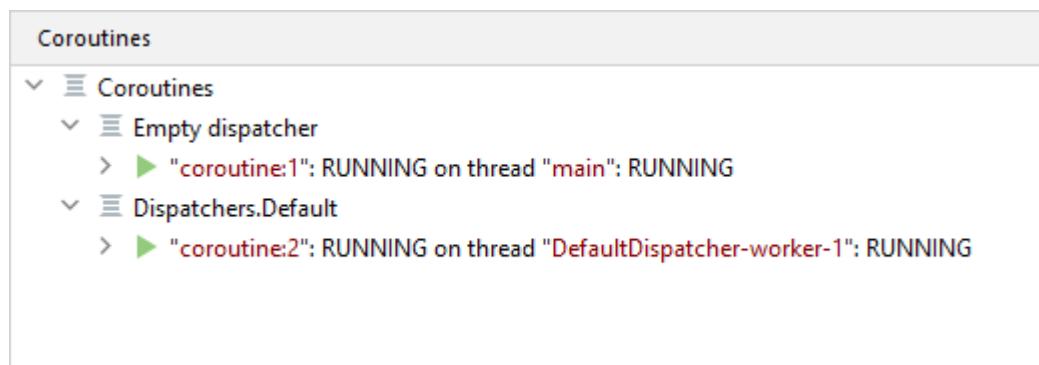 Coroutines
Coroutines
Empty dispatcher
"coroutine:1": RUNNING on thread "main": RUNNING
Dispatchers.Default
"coroutine:2": RUNNING on thread "DefaultDispatcher-worker-1": RUNNING